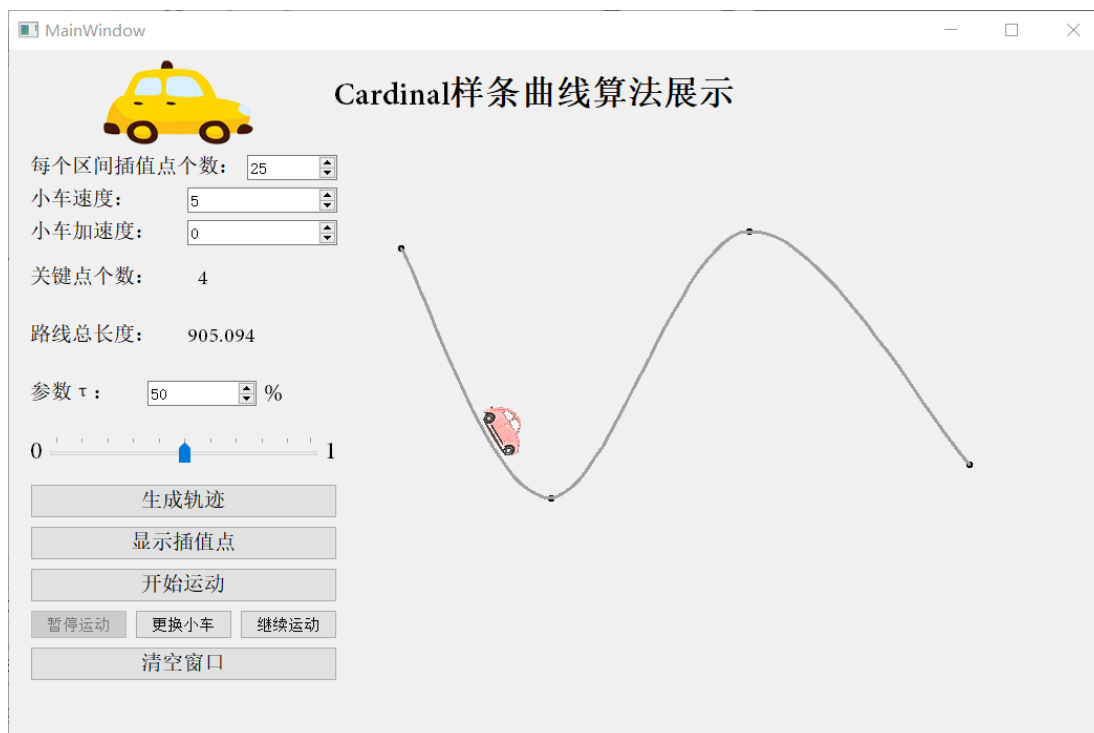 MainWindow
Cardinal样条曲线算法展示
每个区间插值点个数： 25
小车速度： 5
小车加速度： 0
关键点个数： 4
路线总长度： 905.094
参数τ： 50 %
0 1
生成轨迹
显示插值点
开始运动
暂停运动 更换小车 继续运动
清空窗口